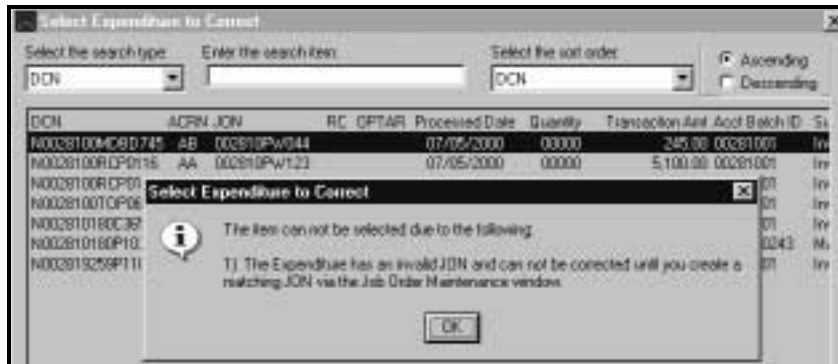 Select Expenditure to Correct
Select the search type: Enter the search item: Select the sort order:
DCN DCN Ascending
Descending
DCN ACRN JON RC OPTAR Processed Date Quantity Transaction Amt Acct Batch ID
N0028100MD8D745 AB 002810PW044 07/05/2000 00000 245.00 00281001
N0028100RCP0116 AA 002810PW123 07/05/2000 00000 5,100.00 00281001
Select Expenditure to Correct
The item can not be selected due to the following:
1) The Expenditure has an invalid JON and can not be corrected until you create a
matching JON via the Job Order Maintenance window.
OK